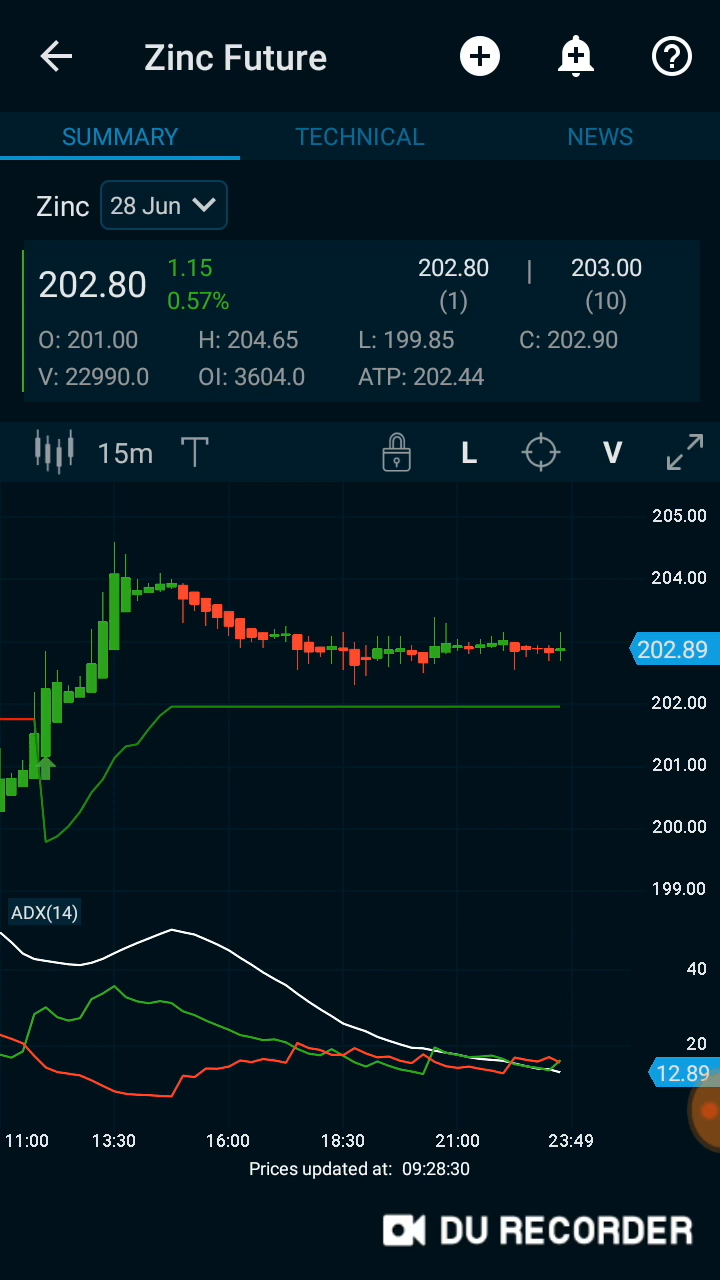 Zinc Future
SUMMARY TECHNICAL NEWS
Zinc 28 Jun
202.80 1.15 0.57% 202.80 (1) | 203.00 (10)
O: 201.00 H: 204.65 L: 199.85 C: 202.90
V: 22990.0 OI: 3604.0 ATP: 202.44
15m T L V
205.00
204.00
202.89
202.00
201.00
200.00
199.00
ADX(14)
40
20
12.89
11:00 13:30 16:00 18:30 21:00 23:49
Prices updated at: 09:28:30
DU RECORDER